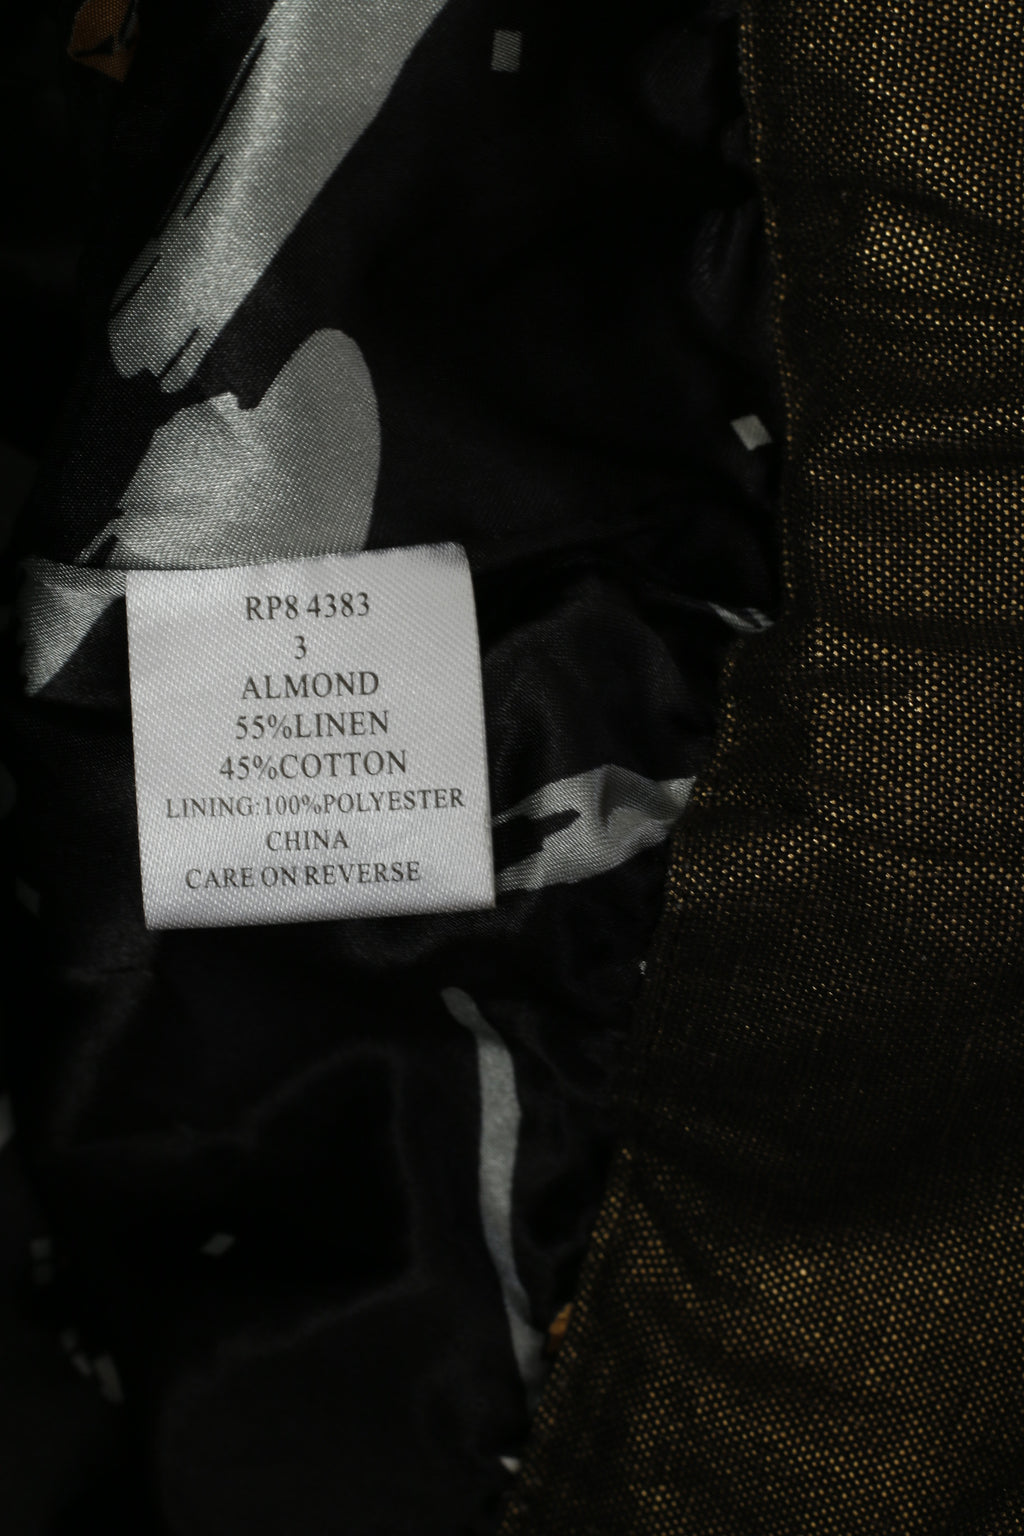 RP8 4383
3
ALMOND
55%LINEN
45%COTTON
LINING:100%POLYESTER
CHINA
CARE ON REVERSE